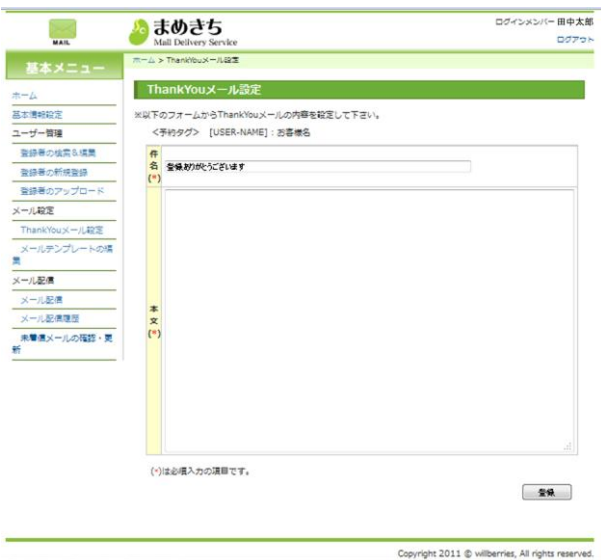 MAIL
まめきち
Mail Delivery Service
ログインメンバー 田中太郎
ログアウト
基本メニュー
ホーム
基本情報設定
ユーザー管理
登録者の検索&編集
登録者の新規登録
登録者のアップロード
メール設定
ThankYouメール設定
メールテンプレートの編
集
メール配信
メール配信
メール配信履歴
未着信メールの確認・更
新
ホーム > ThankYouメール設定
ThankYouメール設定
※以下のフォームからThankYouメールの内容を設定して下さい。
<予約タグ> [USER-NAME]:お客様名
件
名
(*)
登録ありがとうございます
本
文
(*)
(*)は必須入力の項目です。
登録
Copyright 2011 © willberries, All rights reserved.